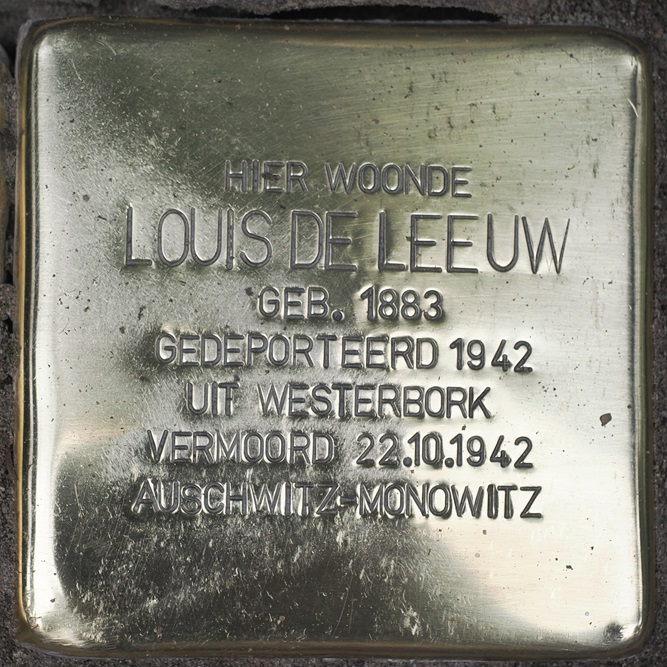 HIER WOONDE
LOUIS DE LEEUW
GEB. 1883
GEDEPORTEERD 1942
UIT WESTERBORK
VERMOORD 22.10.1942
AUSCHWITZ-MONOWITZ